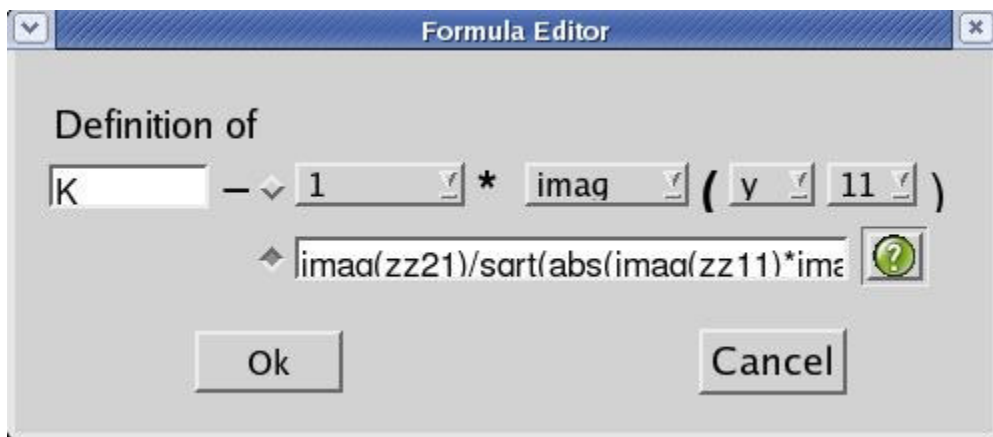 Formula Editor
Definition of
K - 1 * imag ( y 11 )
imag(zz21)/sqrt(abs(imag(zz11)*ima
Ok Cancel